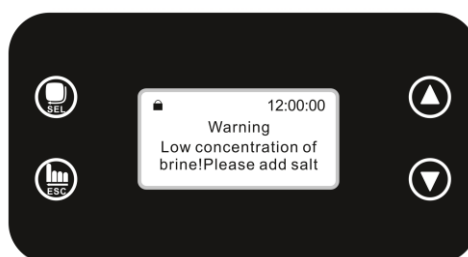 SEL
12:00:00
Warning
Low concentration of
brine!Please add salt
ESC